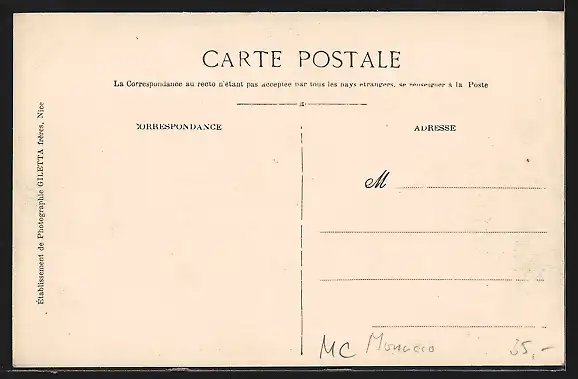 CARTE POSTALE
La Correspondance au recto n'étant pas acceptée par tous les pays étrangers, se renseigner à la Poste
CORRESPONDANCE
ADRESSE
M
Établissement de Photographie GILETTA frères, Nice
MC Monaco 35,-